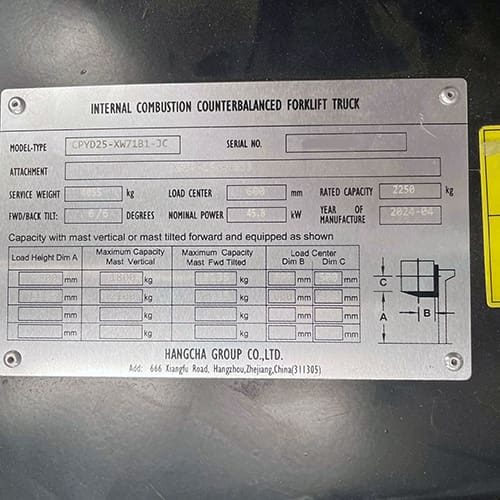 INTERNAL COMBUSTION COUNTERBALANCED FORKLIFT TRUCK
MODEL-TYPE CPYD25-XW71B1-JC SERIAL NO.
ATTACHMENT
SERVICE WEIGHT kg LOAD CENTER 600 mm RATED CAPACITY 2250 kg
FWD/BACK TILT: 6/6 DEGREES NOMINAL POWER 45.8 kW YEAR OF MANUFACTURE 2024-04
Capacity with mast vertical or mast tilted forward and equipped as shown
Load Height Dim A Maximum Capacity Mast Vertical Maximum Capacity Mast Fwd Tilted Load Center Dim B Dim C
mm 1800 kg kg mm mm
mm kg kg mm mm
mm kg kg mm mm
mm kg kg mm mm
C
A
B
HANGCHA GROUP CO.,LTD.
Add: 666 Xiangfu Road, Hangzhou,Zhejiang,China(311305)